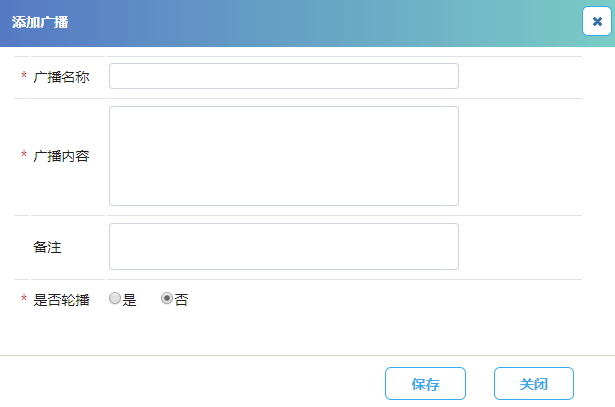 添加广播
* 广播名称
* 广播内容
备注
* 是否轮播 是 否
保存 关闭